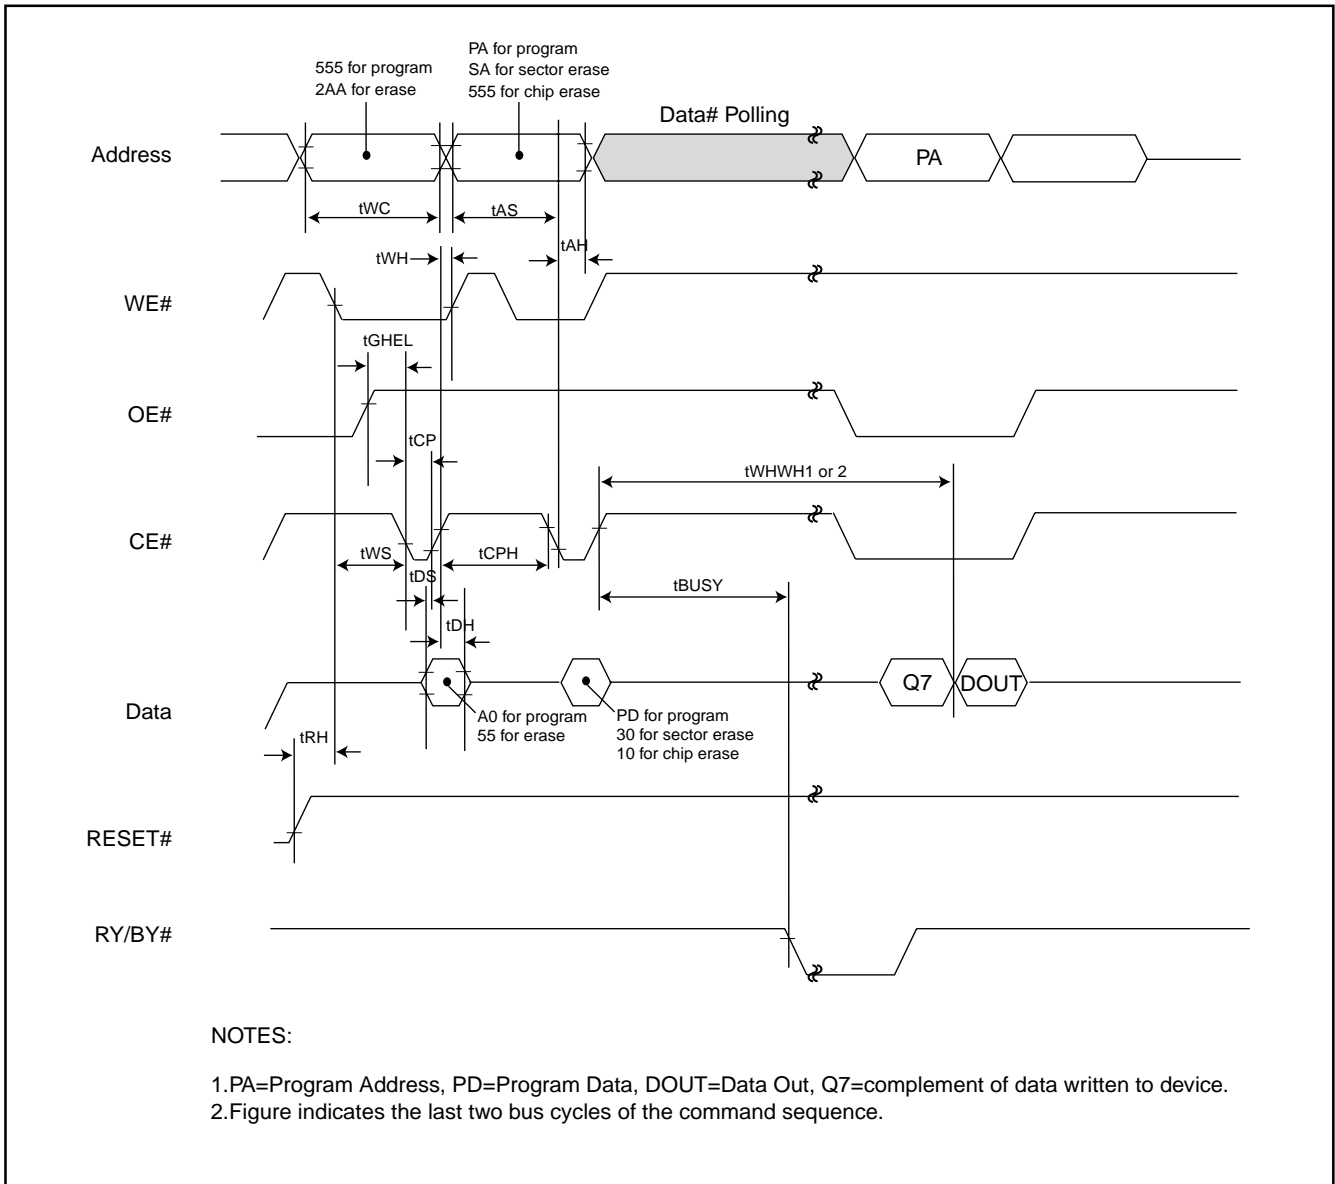 555 for program
2AA for erase
PA for program
SA for sector erase
555 for chip erase
Data# Polling
Address
PA
tWC
tAS
tAH
tWH
WE#
tGHEL
OE#
tCP
tWHWH1 or 2
CE#
tWS
tCPH
tDS
tBUSY
tDH
Q7
DOUT
Data
A0 for program
55 for erase
PD for program
30 for sector erase
10 for chip erase
tRH
RESET#
RY/BY#
NOTES:
1.PA=Program Address, PD=Program Data, DOUT=Data Out, Q7=complement of data written to device.
2.Figure indicates the last two bus cycles of the command sequence.